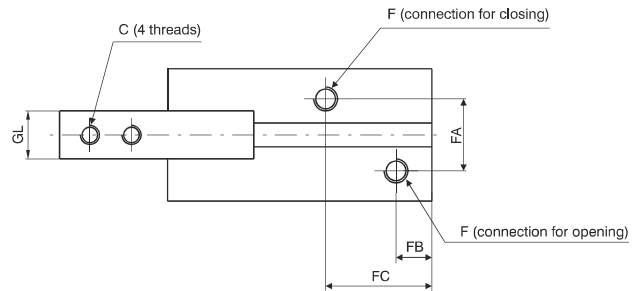 F (connection for closing)
C (4 threads)
GL
FA
F (connection for opening)
FB
FC